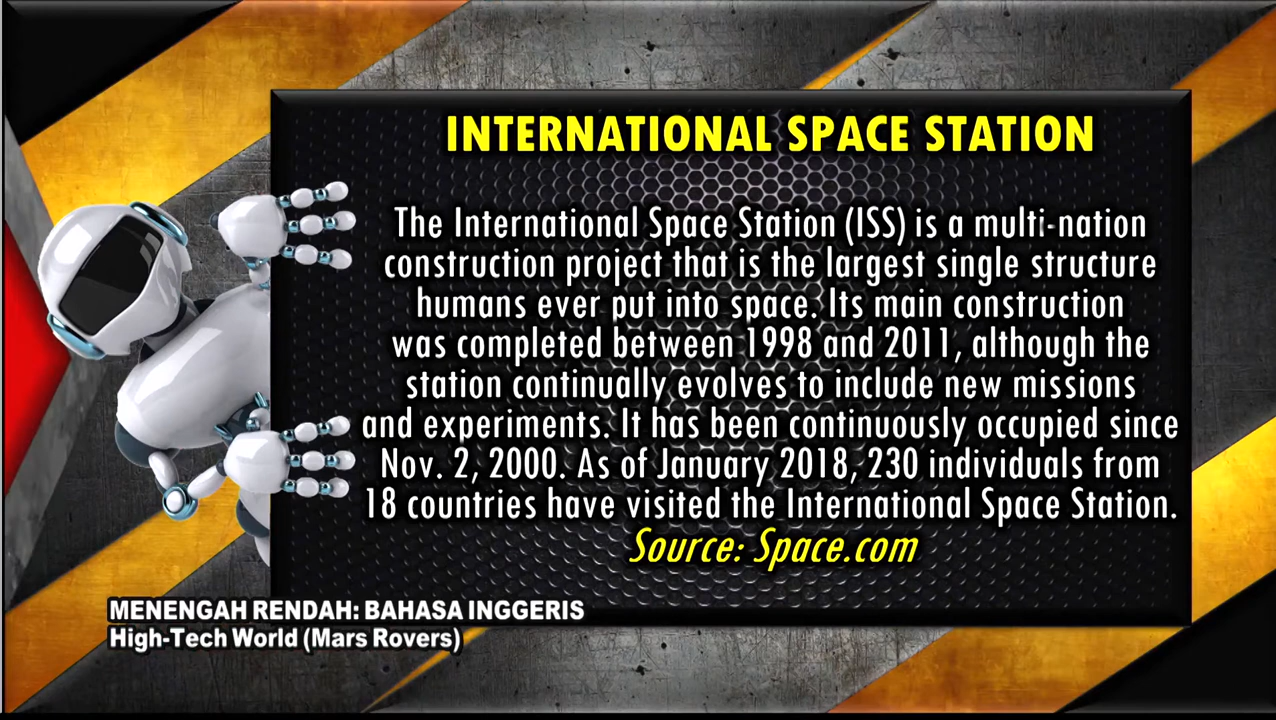 INTERNATIONAL SPACE STATION
The International Space Station (ISS) is a multi-nation
construction project that is the largest single structure
humans ever put into space. Its main construction
was completed between 1998 and 2011, although the
station continually evolves to include new missions
and experiments. It has been continuously occupied since
Nov. 2, 2000. As of January 2018, 230 individuals from
18 countries have visited the International Space Station.
Source: Space.com
MENENGAH RENDAH: BAHASA INGGERIS
High-Tech World (Mars Rovers)